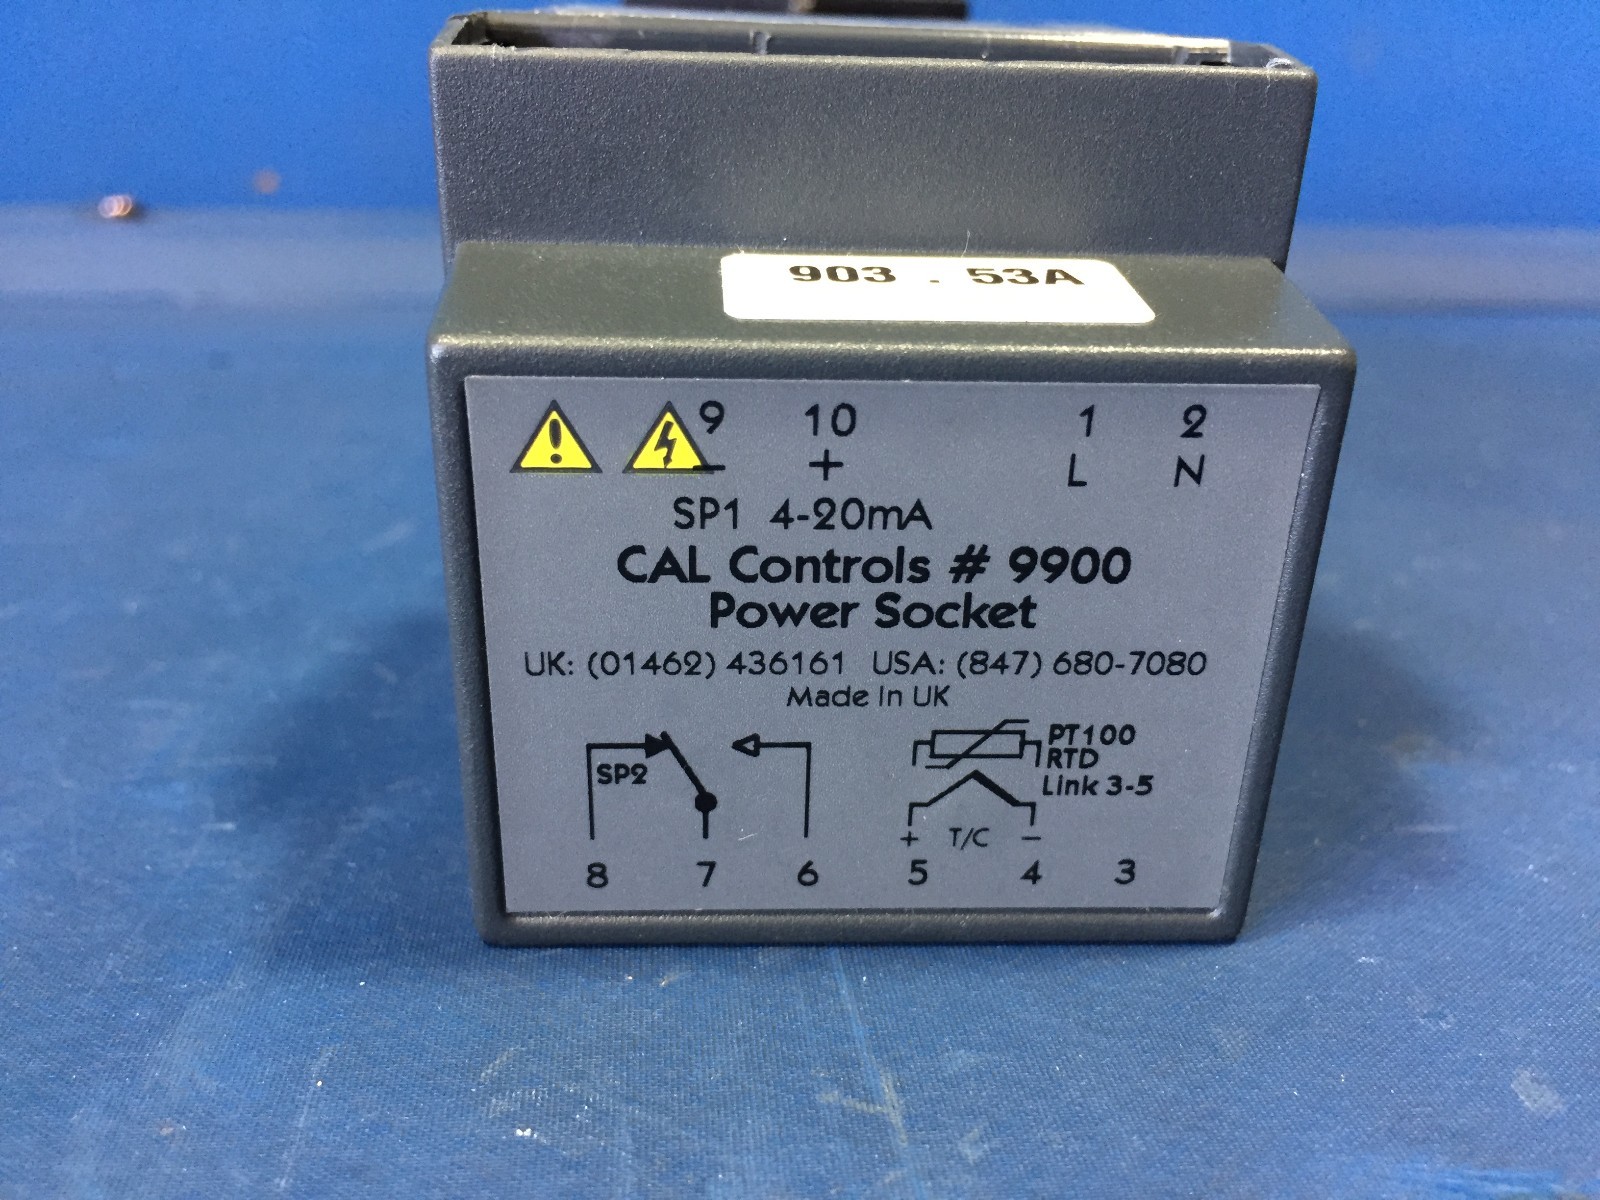 903 . 53A
9 10 1 2
- + L N
SP1 4-20mA
CAL Controls # 9900
Power Socket
UK: (01462) 436161 USA: (847) 680-7080
Made In UK
SP2
PT100
RTD
Link 3-5
+ T/C -
8 7 6 5 4 3